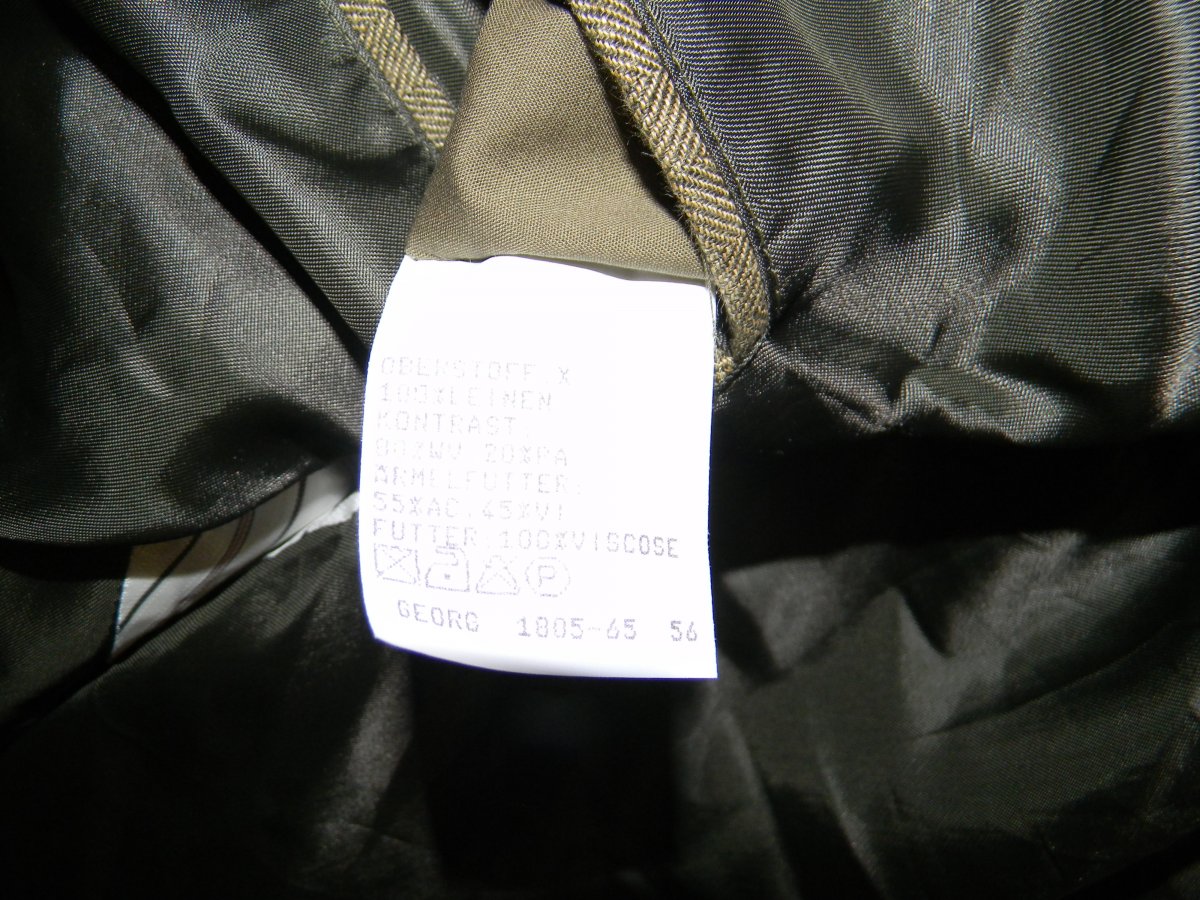 OBERSTOFF.X
100%LEINEN
KONTRAST.
80%WV 20%PA
ÄRMELFUTTER:
55%AC.45%VI
FUTTER.100%VISCOSE
P
GEORG 1805-65 56